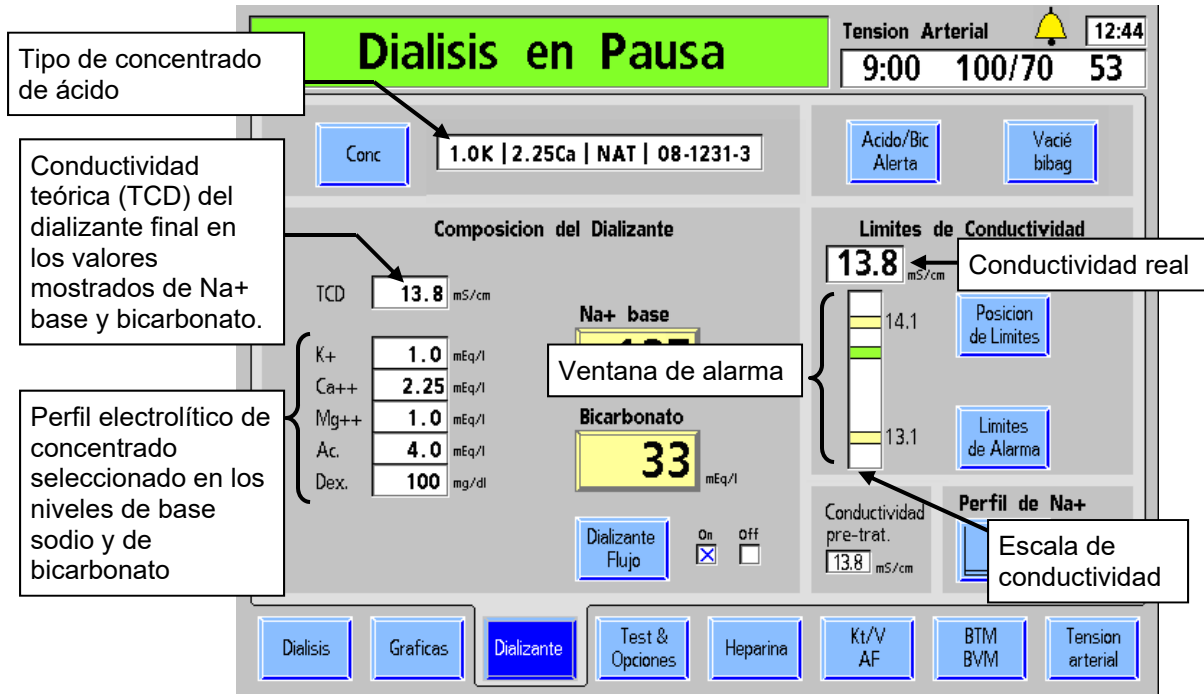 Dialisis en Pausa
Tension Arterial
12:44
9:00 100/70 53
Tipo de concentrado
de ácido
Conc
1.0K | 2.25Ca | NAT | 08-1231-3
Acido/Bic
Alerta
Vacié
bibag
Conductividad
teórica (TCD) del
dializante final en
los valores
mostrados de Na+
base y bicarbonato.
Composicion del Dializante
TCD 13.8 mS/cm
K+ 1.0 mEq/l
Ca++ 2.25 mEq/l
Mg++ 1.0 mEq/l
Ac. 4.0 mEq/l
Dex. 100 mg/dl
Na+ base
Bicarbonato
33 mEq/l
Dializante
Flujo
On Off
Limites de Conductividad
13.8 mS/cm
Conductividad real
14.1
13.1
Posicion
de Limites
Limites
de Alarma
Ventana de alarma
Perfil electrolítico de
concentrado
seleccionado en los
niveles de base
sodio y de
bicarbonato
Conductividad
pre-trat.
13.8 mS/cm
Perfil de Na+
Escala de
conductividad
Dialisis
Graficas
Dializante
Test &
Opciones
Heparina
Kt/V
AF
BTM
BVM
Tension
arterial